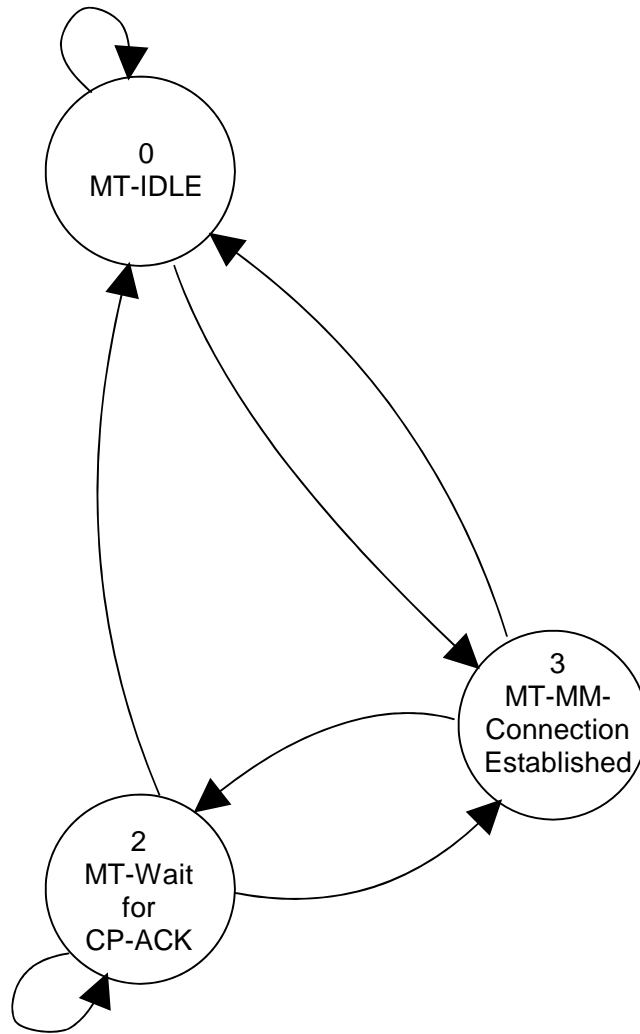 0
MT-IDLE
3
MT-MM-
Connection
Established
2
MT-Wait
for
CP-ACK